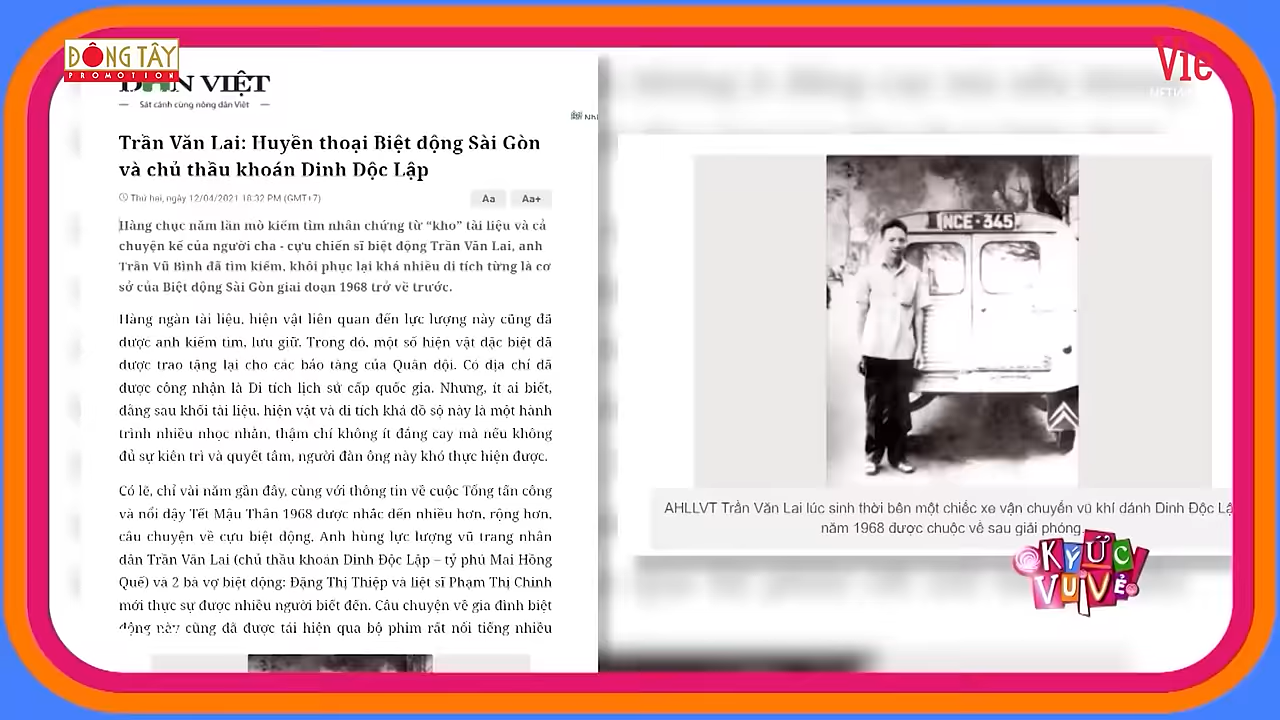 ĐÔNG TÂY
PROMOTION
DÂN VIỆT
Sát cánh cùng nông dân Việt
Trần Văn Lai: Huyền thoại Biệt động Sài Gòn
và chủ thầu khoán Dinh Độc Lập
Thứ hai, ngày 12/04/2021 18:32 PM (GMT+7)
Aa
Aa+
Hàng chục năm lần mò kiếm tìm nhân chứng từ “kho” tài liệu và cả
chuyện kể của người cha - cựu chiến sĩ biệt động Trần Văn Lai, anh
Trần Vũ Bình đã tìm kiếm, khôi phục lại khá nhiều di tích từng là cơ
sở của Biệt động Sài Gòn giai đoạn 1968 trở về trước.
Hàng ngàn tài liệu, hiện vật liên quan đến lực lượng này cũng đã
được anh kiếm tìm, lưu giữ. Trong đó, một số hiện vật đặc biệt đã
được trao tặng lại cho các bảo tàng của Quân đội. Có địa chỉ đã
được công nhận là Di tích lịch sử cấp quốc gia. Nhưng, ít ai biết,
đằng sau khối tài liệu, hiện vật và di tích khá đồ sộ này là một hành
trình nhiều nhọc nhằn, thậm chí không ít đắng cay mà nếu không
đủ sự kiên trì và quyết tâm, người đàn ông này khó thực hiện được.
Có lẽ, chỉ vài năm gần đây, cùng với thông tin về cuộc Tổng tấn công
và nổi dậy Tết Mậu Thân 1968 được nhắc đến nhiều hơn, rộng hơn,
câu chuyện về cựu biệt động. Anh hùng lực lượng vũ trang nhân
dân Trần Văn Lai (chủ thầu khoán Dinh Độc Lập – tỷ phú Mai Hồng
Quế) và 2 bà vợ biệt động: Đặng Thị Thiệp và liệt sĩ Phạm Thị Chinh
mới thực sự được nhiều người biết đến. Câu chuyện về gia đình biệt
động này cũng đã được tái hiện qua bộ phim rất nổi tiếng nhiều
Vie
NCE-345
AHLLVT Trần Văn Lai lúc sinh thời bên một chiếc xe vận chuyển vũ khí đánh Dinh Độc Lậ
năm 1968 được chuộc về sau giải phóng.
KÝ ỨC
VUI VẺ